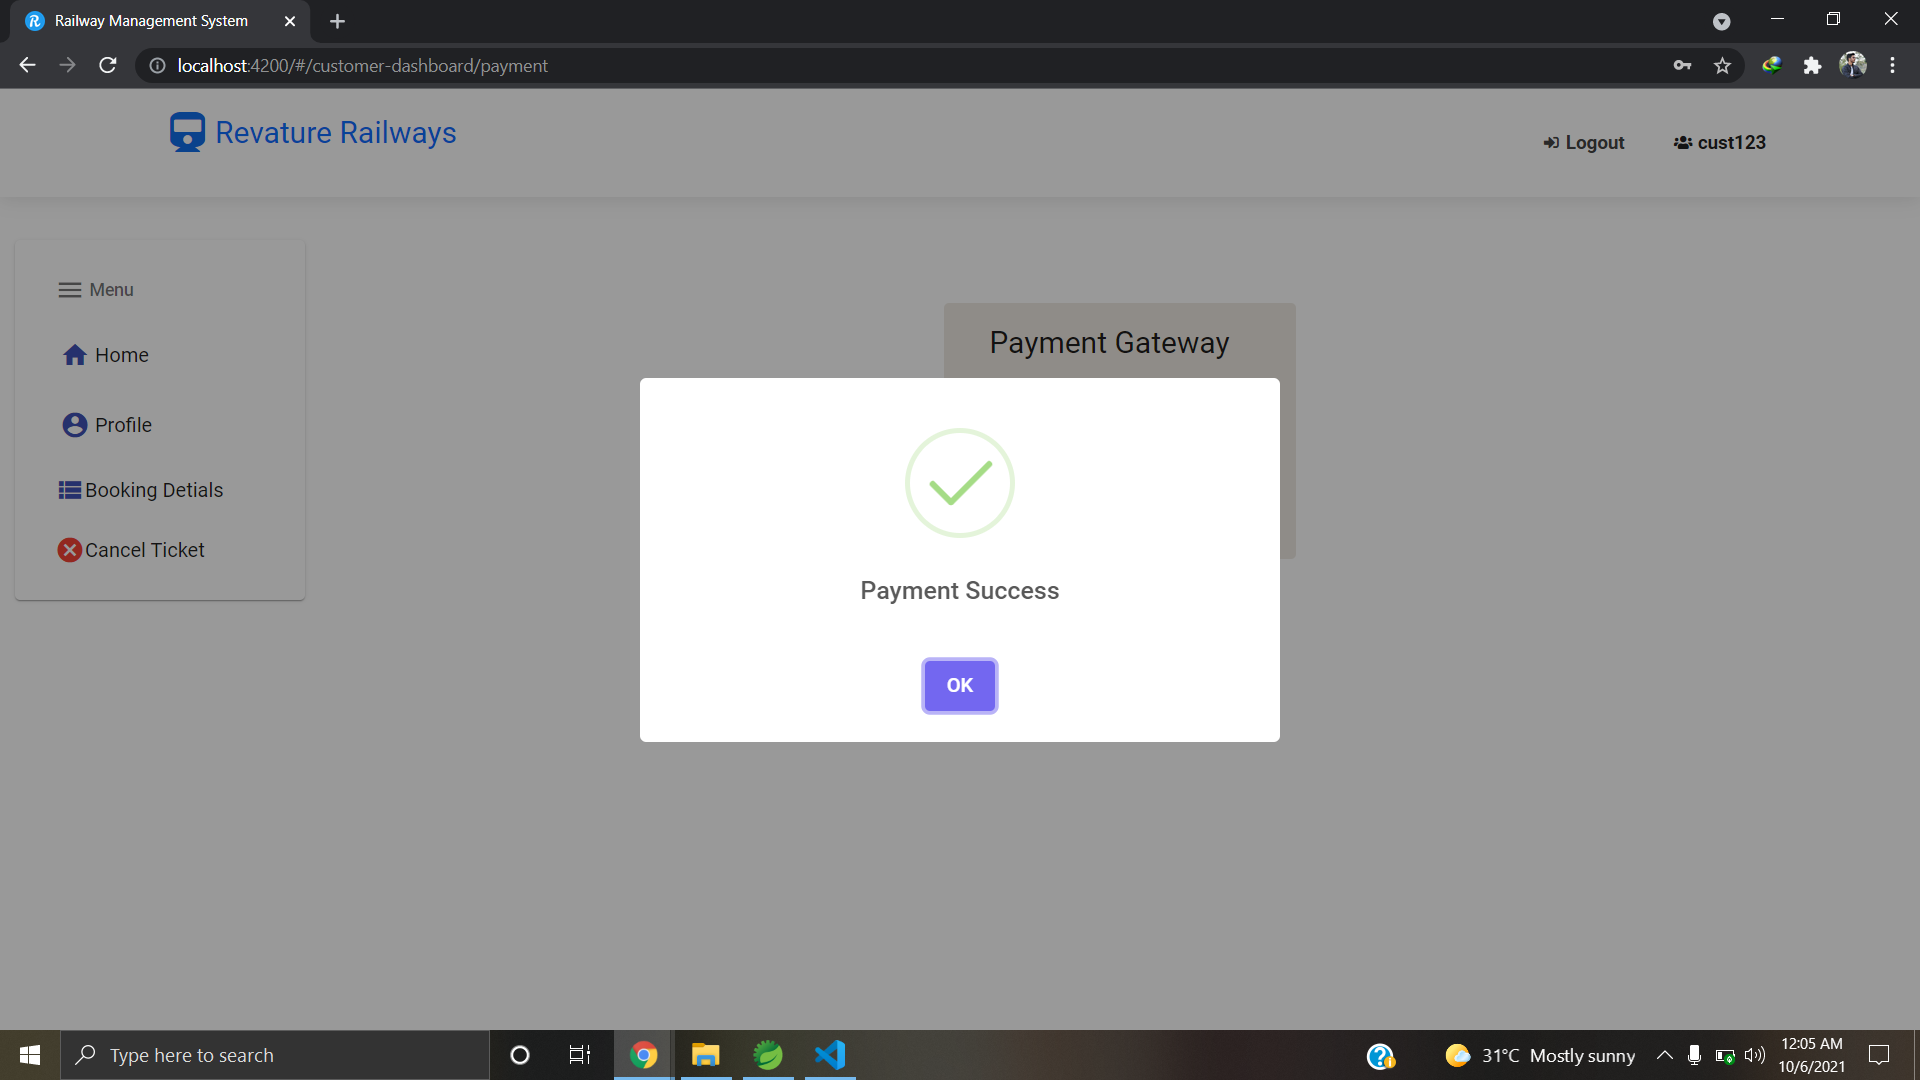 Railway Management System
localhost:4200/#/customer-dashboard/payment
Revature Railways
Logout
cust123
Menu
Home
Profile
Booking Detials
Cancel Ticket
Payment Gateway
Payment Success
OK
Type here to search
31°C Mostly sunny
12:05 AM
10/6/2021